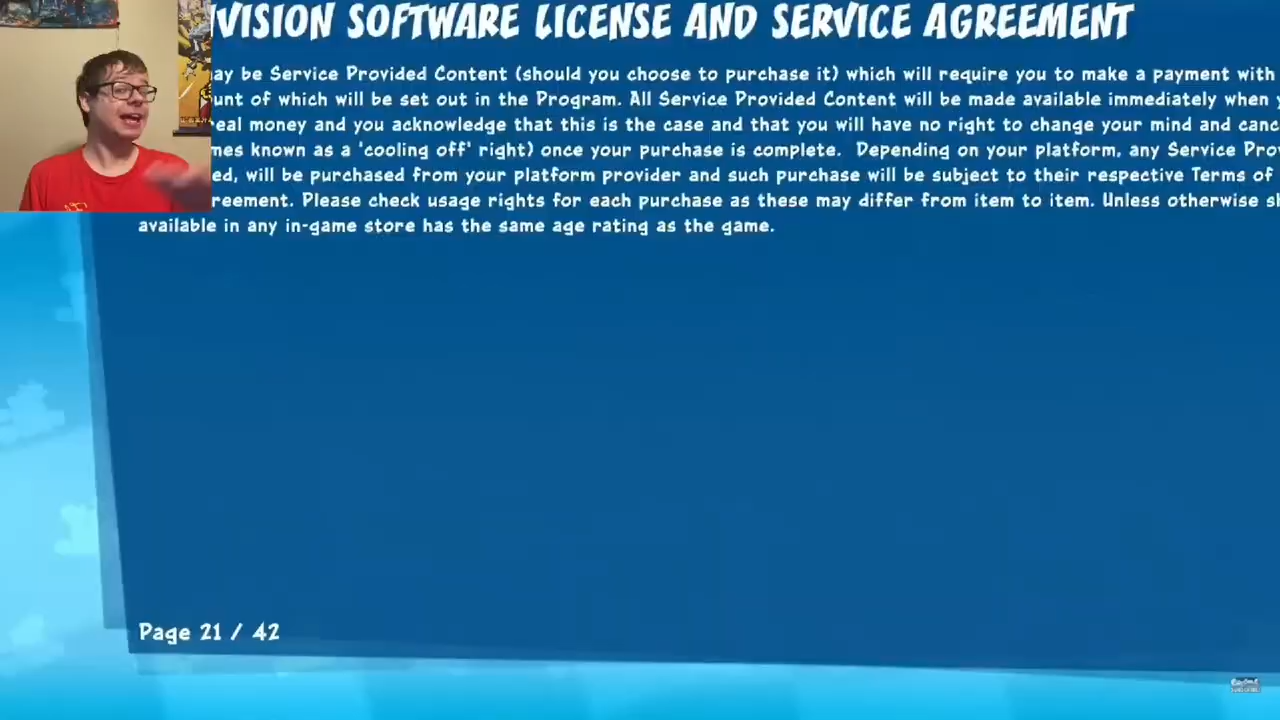 VISION SOFTWARE LICENSE AND SERVICE AGREEMENT
ay be Service Provided Content (should you choose to purchase it) which will require you to make a payment with
unt of which will be set out in the Program. All Service Provided Content will be made available immediately when
eal money and you acknowledge that this is the case and that you will have no right to change your mind and canc
mes known as a 'cooling off' right) once your purchase is complete. Depending on your platform, any Service Prov
ed, will be purchased from your platform provider and such purchase will be subject to their respective Terms of
reement. Please check usage rights for each purchase as these may differ from item to item. Unless otherwise sh
available in any in-game store has the same age rating as the game.
Page 21 / 42